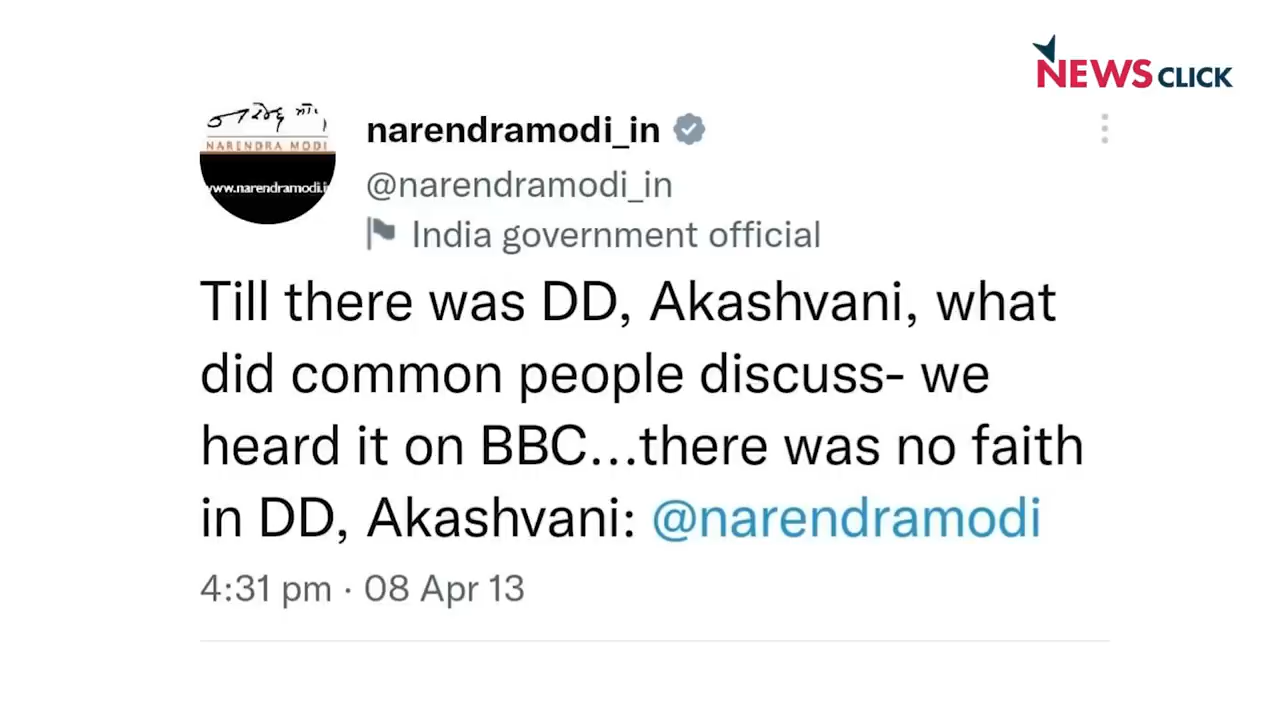 NEWS CLICK
NARENDRA MODI
www.narendramodi.i
narendramodi_in
@narendramodi_in
India government official
Till there was DD, Akashvani, what
did common people discuss- we
heard it on BBC...there was no faith
in DD, Akashvani: @narendramodi
4:31 pm · 08 Apr 13